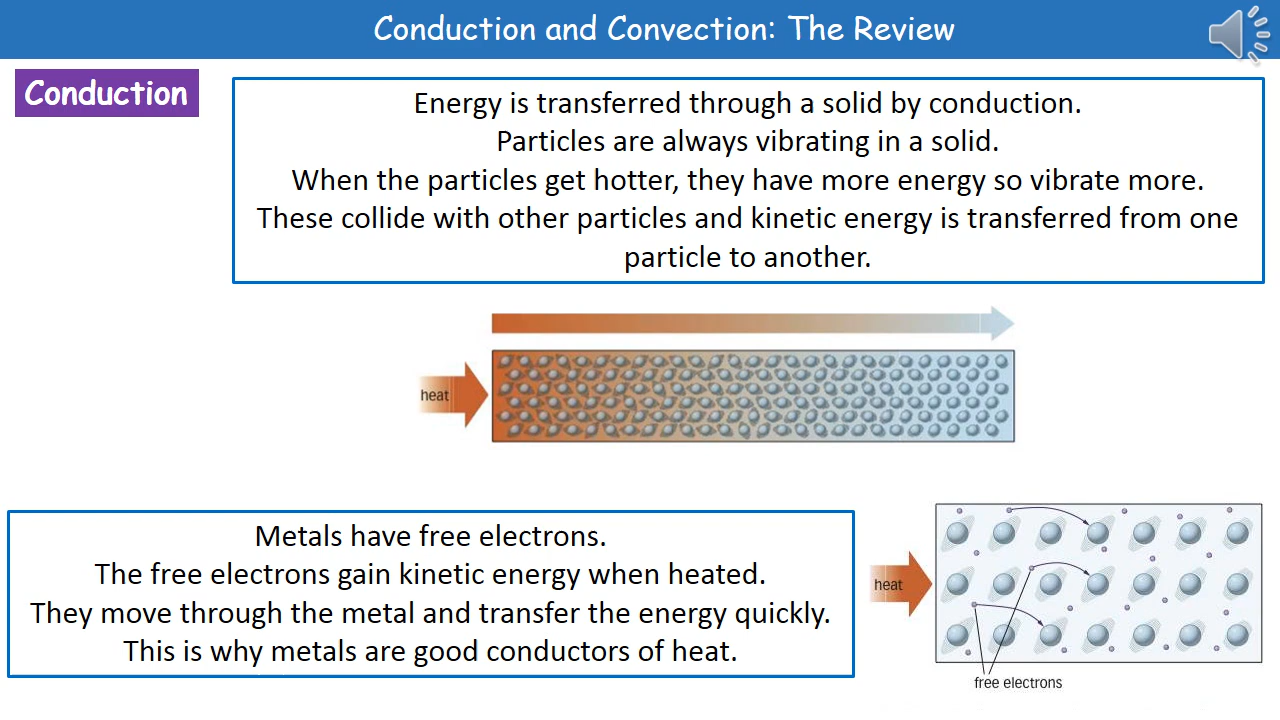 Conduction and Convection: The Review
Conduction
Energy is transferred through a solid by conduction.
Particles are always vibrating in a solid.
When the particles get hotter, they have more energy so vibrate more.
These collide with other particles and kinetic energy is transferred from one
particle to another.
heat
Metals have free electrons.
The free electrons gain kinetic energy when heated.
They move through the metal and transfer the energy quickly.
This is why metals are good conductors of heat.
heat
free electrons